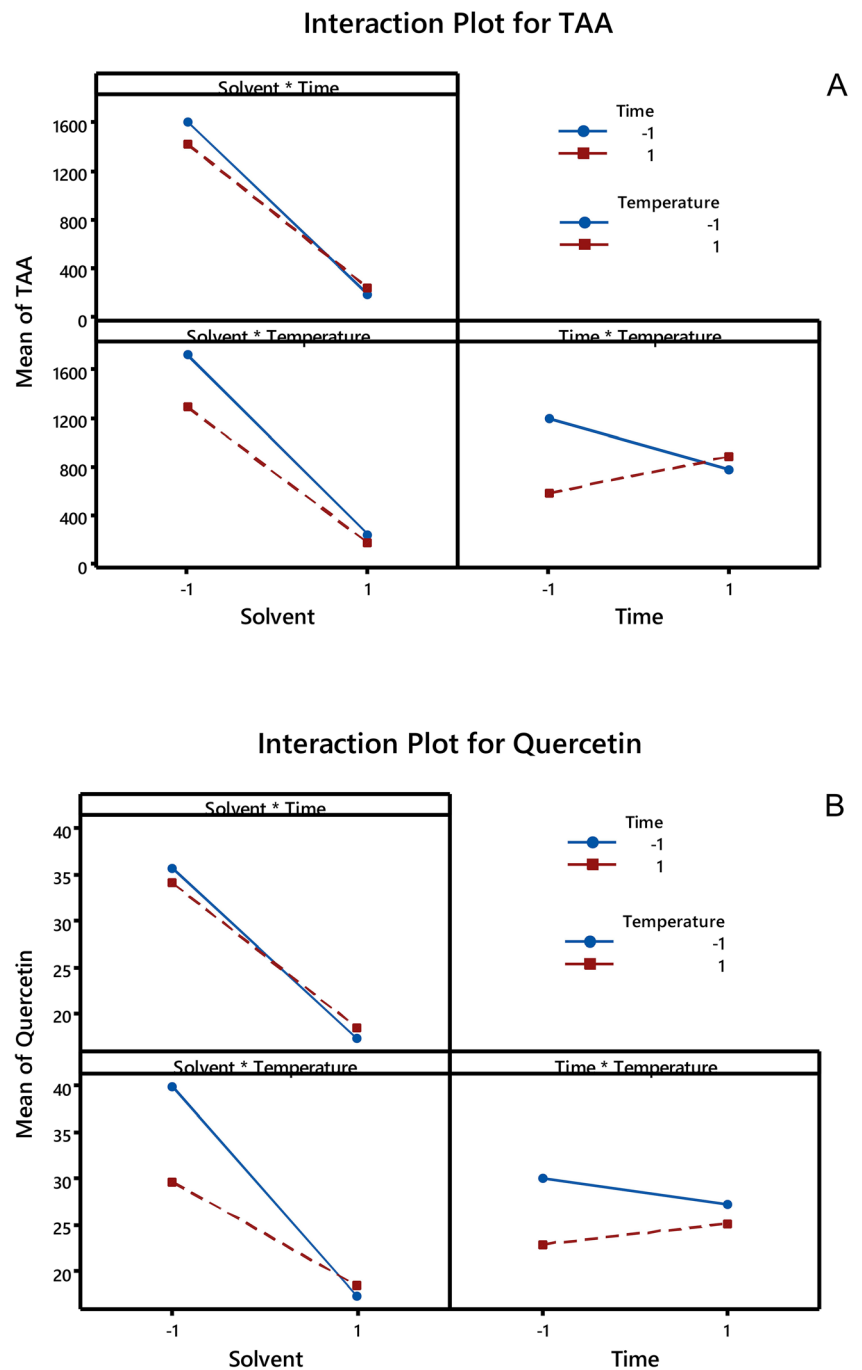 Interaction Plot for TAA
A
Solvent * Time
Time
-1
1
Temperature
-1
1
1600
1200
800
400
0
Mean of TAA
Solvent * Temperature
Time * Temperature
1600
1200
800
400
0
-1
1
-1
1
Solvent
Time
Interaction Plot for Quercetin
B
Solvent * Time
Time
-1
1
Temperature
-1
1
40
35
30
25
20
Mean of Quercetin
Solvent * Temperature
Time * Temperature
40
35
30
25
20
-1
1
-1
1
Solvent
Time